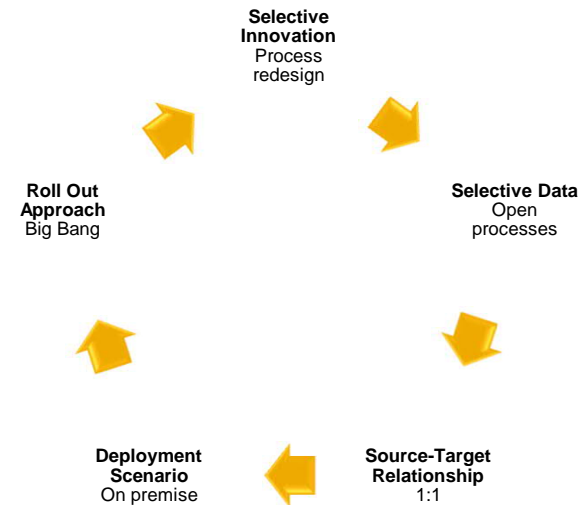 Selective
Innovation
Process
redesign
Selective Data
Open
processes
Source-Target
Relationship
1:1
Deployment
Scenario
On premise
Roll Out
Approach
Big Bang